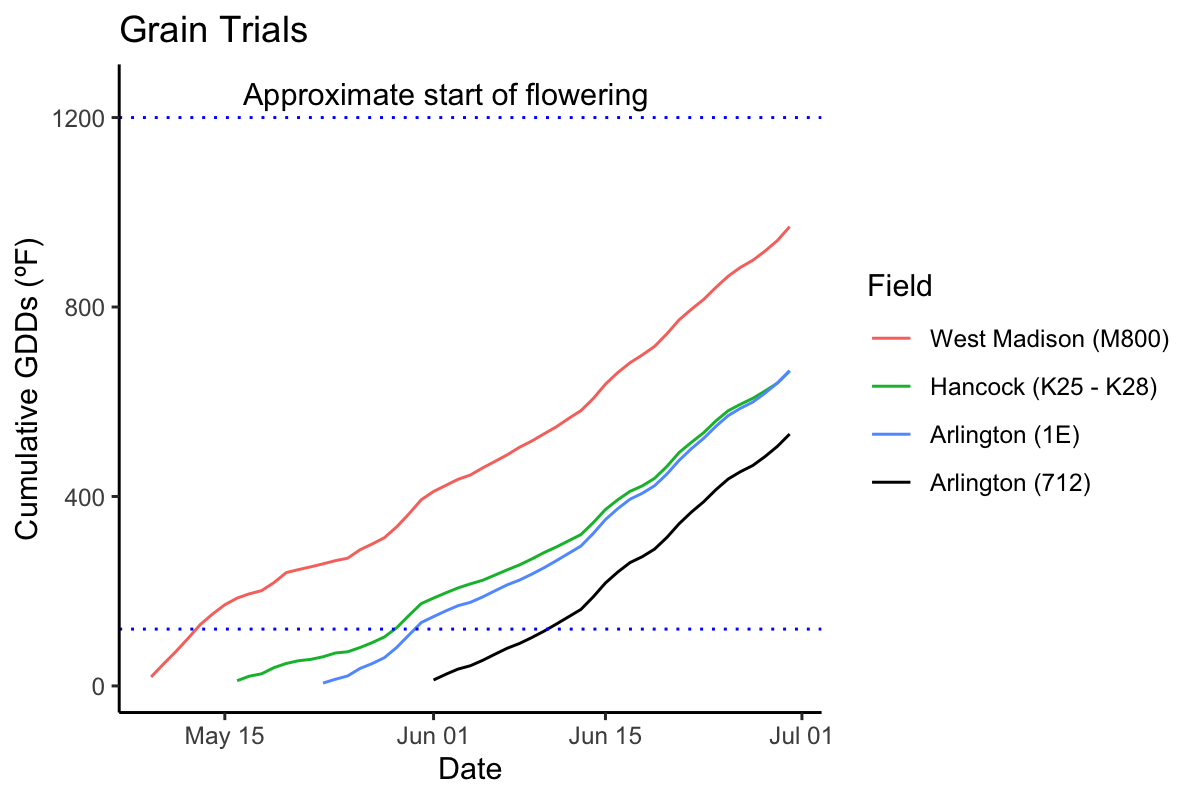 Grain Trials
Approximate start of flowering
1200
800
400
0
Cumulative GDDs (ºF)
May 15
Jun 01
Jun 15
Jul 01
Date
Field
West Madison (M800)
Hancock (K25 - K28)
Arlington (1E)
Arlington (712)